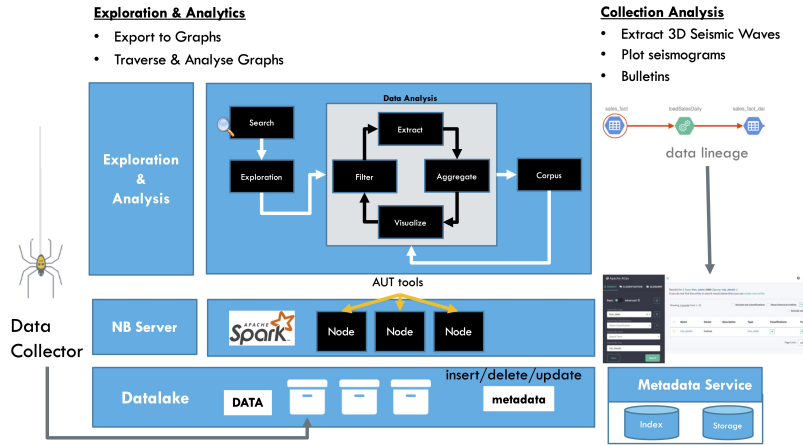 Exploration & Analytics
• Export to Graphs
• Traverse & Analyse Graphs
Collection Analysis
• Extract 3D Seismic Waves
• Plot seismograms
• Bulletins
sales_fact
loadSalesDaily
sales_fact_dai
data lineage
Exploration
&
Analysis
Data Analysis
Search
Exploration
Extract
Filter
Aggregate
Visualize
Corpus
AUT tools
Data
Collector
NB Server
APACHE
Spark
Node
Node
Node
Datalake
DATA
insert/delete/update
metadata
Metadata Service
Index
Storage